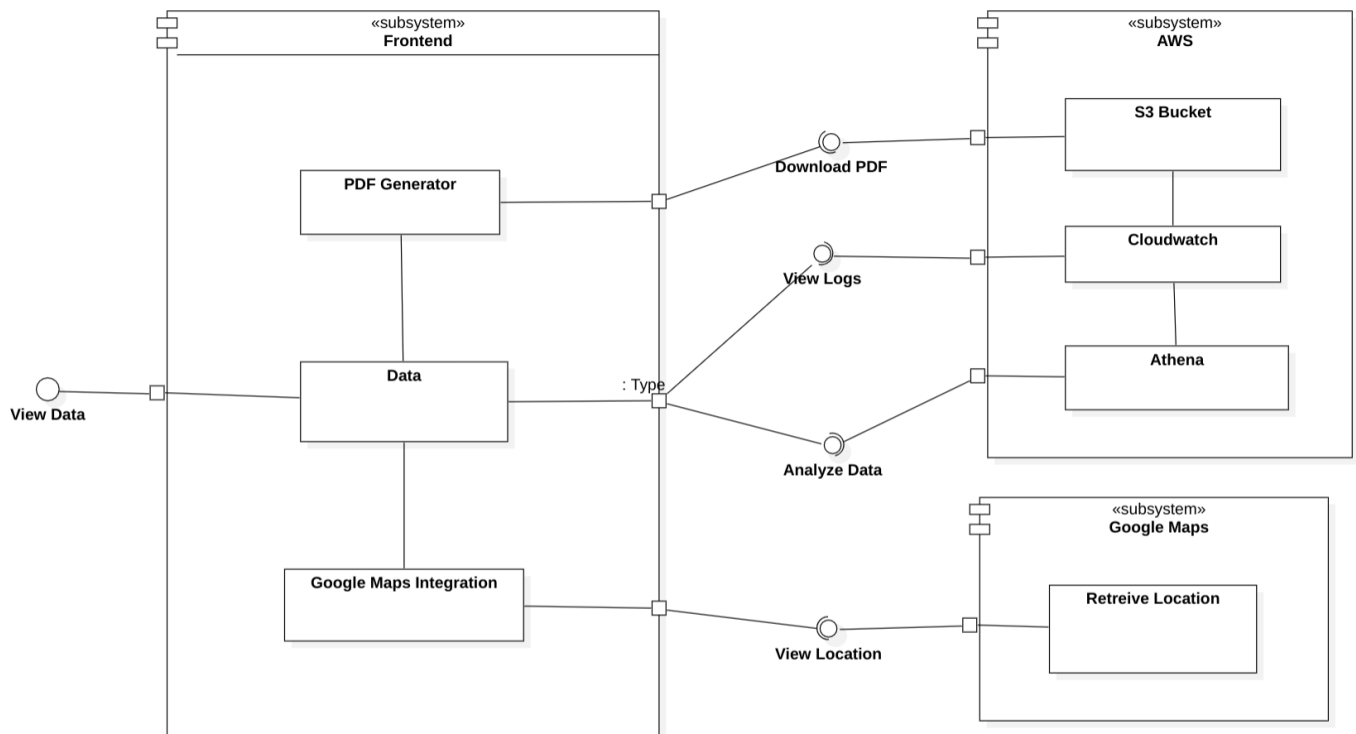 «subsystem»
Frontend
«subsystem»
AWS
S3 Bucket
Download PDF
PDF Generator
Cloudwatch
View Logs
Athena
Data
: Type
View Data
Analyze Data
«subsystem»
Google Maps
Google Maps Integration
Retreive Location
View Location